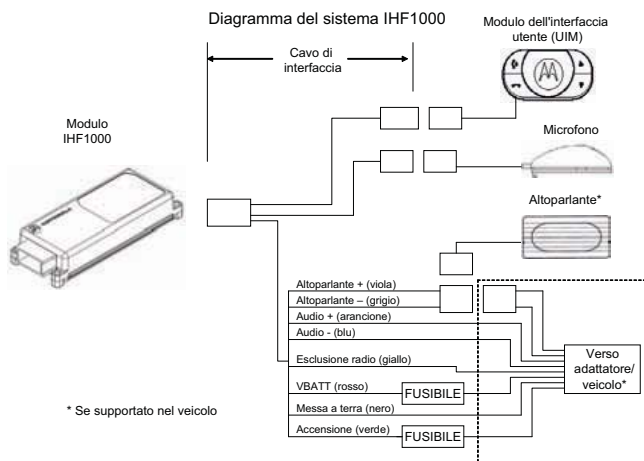 Diagramma del sistema IHF1000
Modulo dell'interfaccia
utente (UIM)
Cavo di
interfaccia
Modulo
IHF1000
Microfono
Altoparlante*
Altoparlante + (viola)
Altoparlante – (grigio)
Audio + (arancione)
Audio - (blu)
Esclusione radio (giallo)
VBATT (rosso)
FUSIBILE
Messa a terra (nero)
Accensione (verde)
FUSIBILE
Verso
adattatore/
veicolo*
* Se supportato nel veicolo